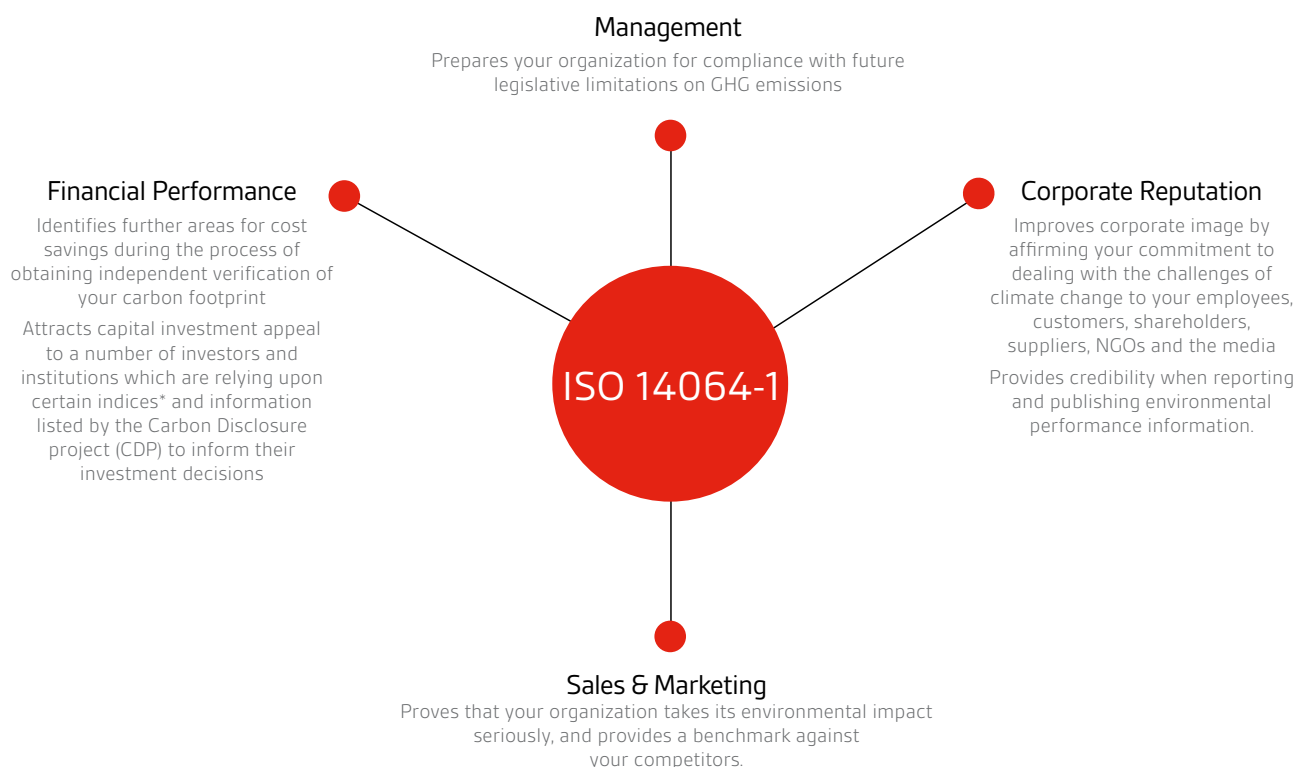 Management
Prepares your organization for compliance with future
legislative limitations on GHG emissions
Financial Performance
Identifies further areas for cost
savings during the process of
obtaining independent verification of
your carbon footprint
Attracts capital investment appeal
to a number of investors and
institutions which are relying upon
certain indices* and information
listed by the Carbon Disclosure
project (CDP) to inform their
investment decisions
Corporate Reputation
Improves corporate image by
affirming your commitment to
dealing with the challenges of
climate change to your employees,
customers, shareholders,
suppliers, NGOs and the media
Provides credibility when reporting
and publishing environmental
performance information.
ISO 14064-1
Sales & Marketing
Proves that your organization takes its environmental impact
seriously, and provides a benchmark against
your competitors.